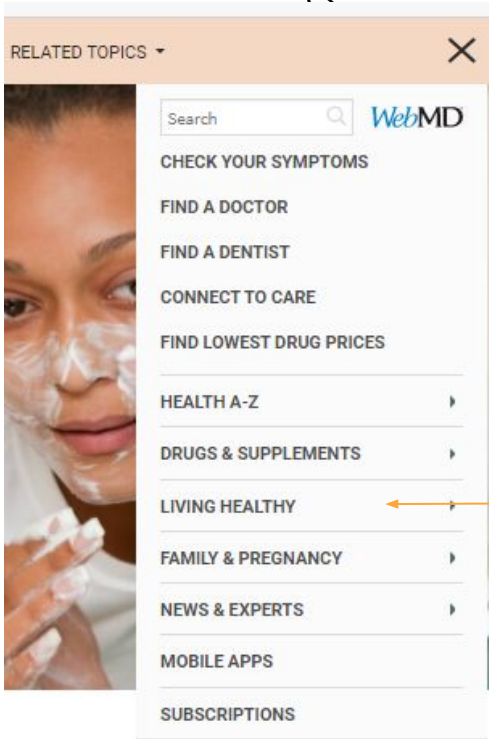 RELATED TOPICS
Search
WebMD
CHECK YOUR SYMPTOMS
FIND A DOCTOR
FIND A DENTIST
CONNECT TO CARE
FIND LOWEST DRUG PRICES
HEALTH A-Z
DRUGS & SUPPLEMENTS
LIVING HEALTHY
FAMILY & PREGNANCY
NEWS & EXPERTS
MOBILE APPS
SUBSCRIPTIONS